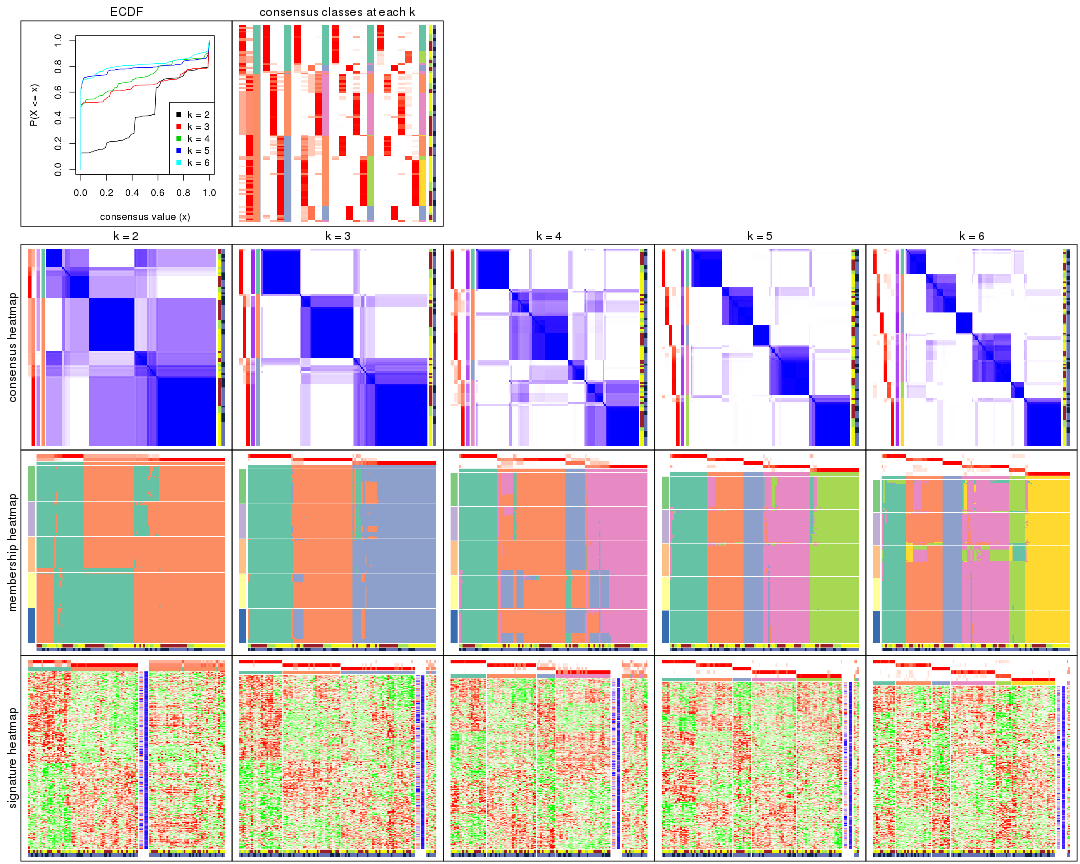 ECDF
consensus classes at each k
P(X <= x)
0.0 0.2 0.4 0.6 0.8 1.0
k = 2
k = 3
k = 4
k = 5
k = 6
0.0 0.2 0.4 0.6 0.8 1.0
consensus value (x)
k = 2 k = 3 k = 4 k = 5 k = 6
consensus heatmap
membership heatmap
signature heatmap